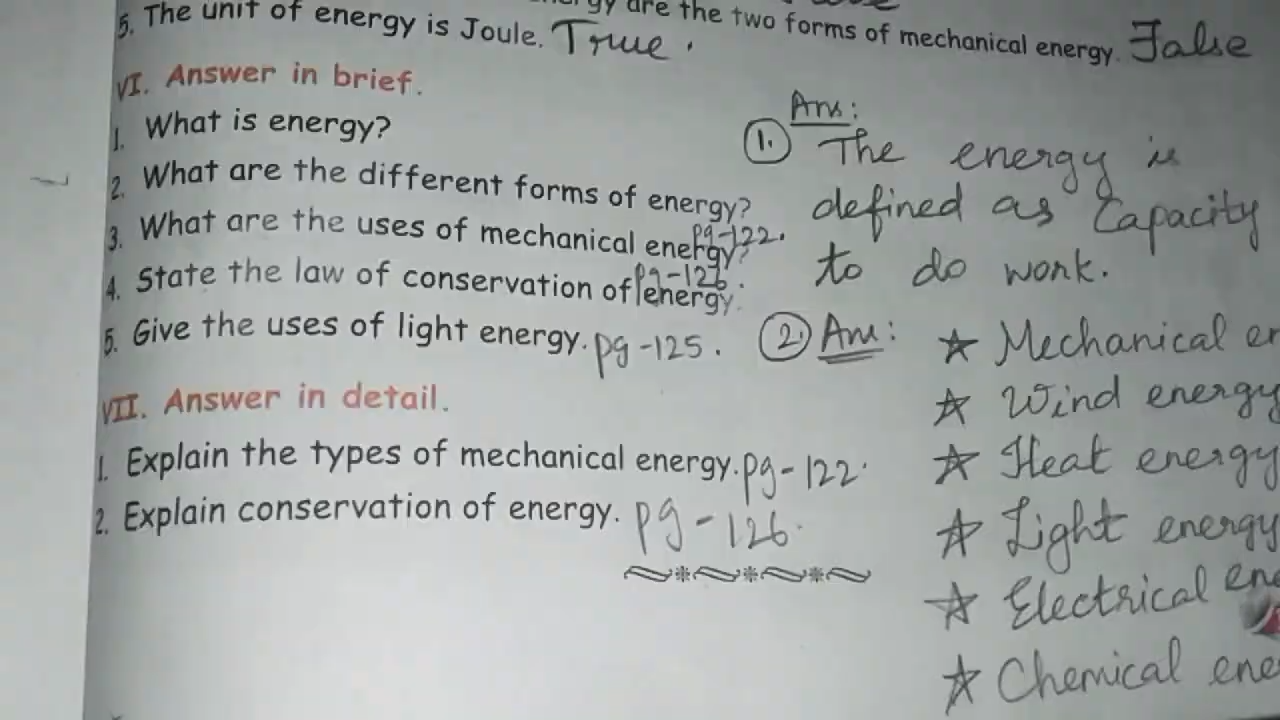 are the two forms of mechanical energy. False
5. The unit of energy is Joule. True.
VI. Answer in brief.
1. What is energy?
2. What are the different forms of energy?
3. What are the uses of mechanical energy? pg-122.
4. State the law of conservation of energy. pg-126.
5. Give the uses of light energy. pg-125.
VII. Answer in detail.
1. Explain the types of mechanical energy. pg-122.
2. Explain conservation of energy. pg-126.
Ans:
1. The energy is
defined as Capacity
to do work.
2. Ans: ☆ Mechanical
☆ Wind energy
☆ Heat energy
☆ Light energy
☆ Electrical
☆ Chemical